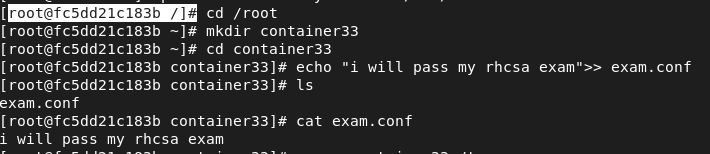 [root@fc5dd21c183b /]# cd /root
[root@fc5dd21c183b ~]# mkdir container33
[root@fc5dd21c183b ~]# cd container33
[root@fc5dd21c183b container33]# echo "i will pass my rhcsa exam">> exam.conf
[root@fc5dd21c183b container33]# ls
exam.conf
[root@fc5dd21c183b container33]# cat exam.conf
i will pass my rhcsa exam